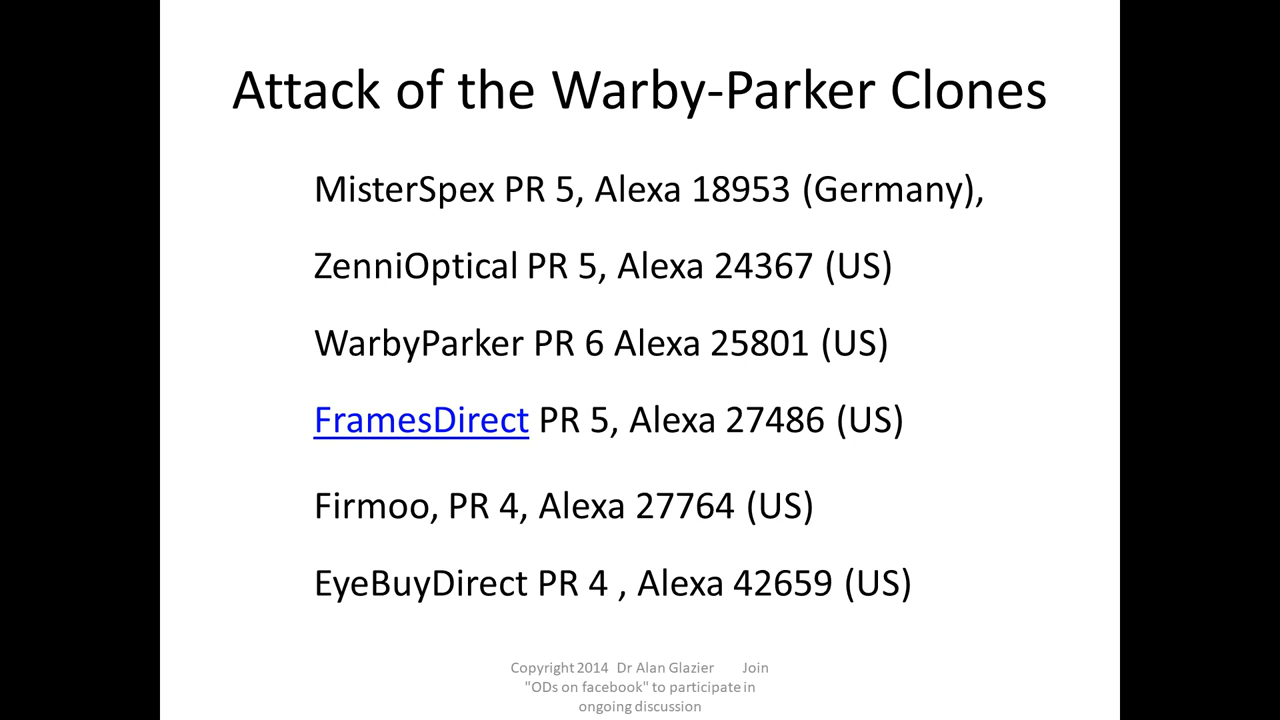 Attack of the Warby-Parker Clones
MisterSpex PR 5, Alexa 18953 (Germany),
ZenniOptical PR 5, Alexa 24367 (US)
WarbyParker PR 6 Alexa 25801 (US)
FramesDirect PR 5, Alexa 27486 (US)
Firmoo, PR 4, Alexa 27764 (US)
EyeBuyDirect PR 4 , Alexa 42659 (US)
Copyright 2014 Dr Alan Glazier Join
"ODs on facebook" to participate in
ongoing discussion